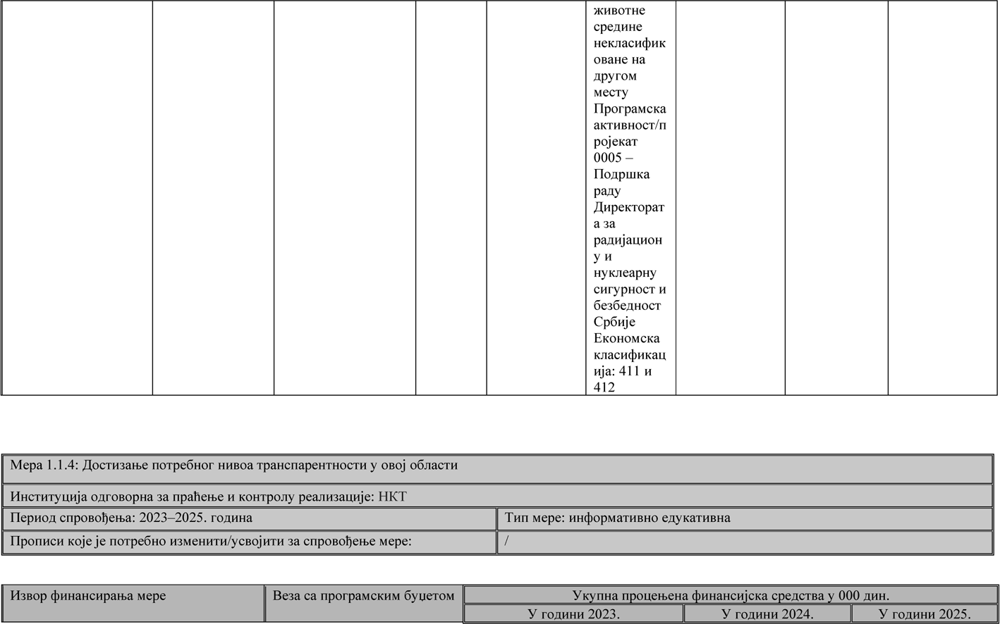 животне
средине
некласифик
оване на
другом
месту
Програмска
активност/п
ројекат
0005 –
Подршка
раду
Директорат
а за
радијацион
у и
нуклеарну
сигурност и
безбедност
Србије
Економска
класификац
ија: 411 и
412
Мера 1.1.4: Достизање потребног нивоа транспарентности у овој области
Институција одговорна за праћење и контролу реализације: НКТ
Период спровођења: 2023–2025. година
Тип мере: информативно едукативна
Прописи које је потребно изменити/усвојити за спровођење мере:
/
Извор финансирања мере
Веза са програмским буџетом
Укупна процењена финансијска средства у 000 дин.
У години 2023.
У години 2024.
У години 2025.